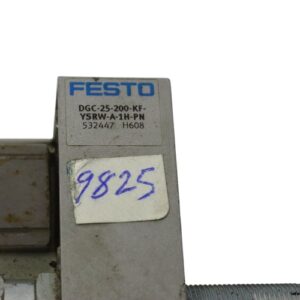 FESTO
DGC-25-200-KF-
YSRW-A-1H-PN
532447 H608
9825